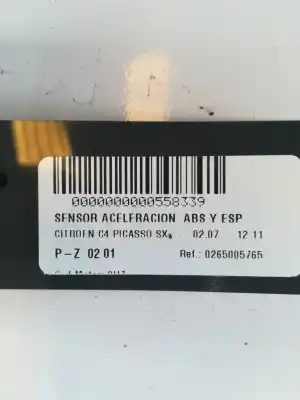 0000000000558339
SENSOR ACELERACION ABS Y ESP
CITROEN C4 PICASSO SX* 02.07 12.11
P-Z 02 01 Ref.: 0265005765